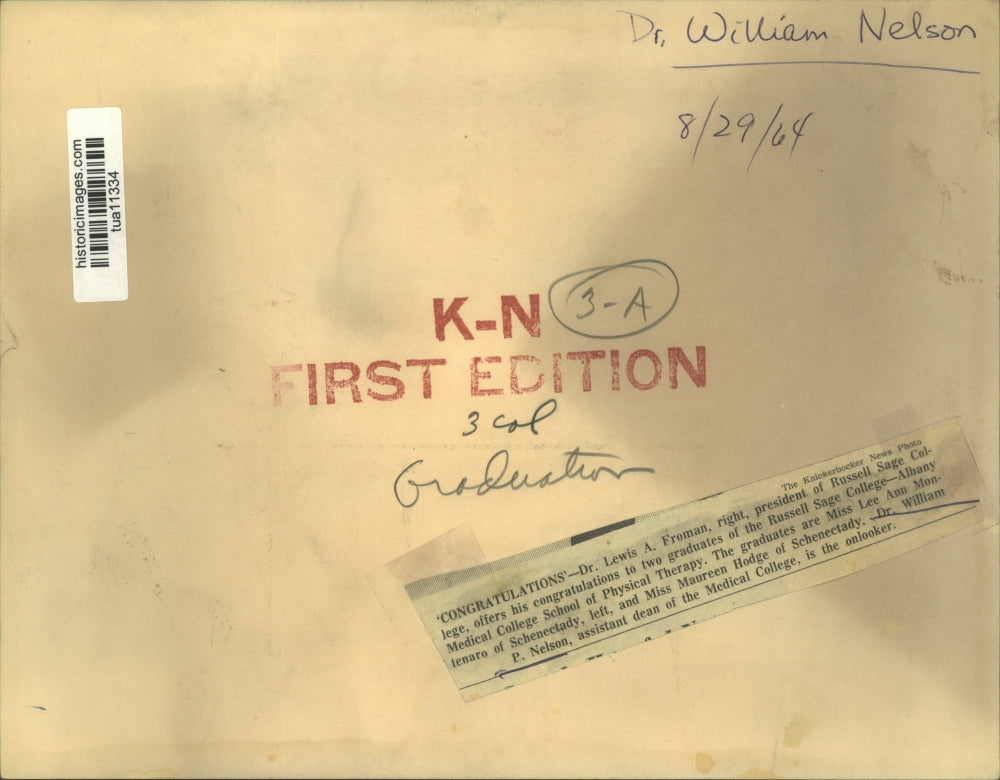 Dr. William Nelson
8/29/64
historicimages.com
tua11334
K-N
3-A
FIRST EDITION
3 col
Graduation
The Knickerbocker News Photo
'CONGRATULATIONS'—Dr. Lewis A. Froman, right, president of Russell Sage Col-
lege, offers his congratulations to two graduates of the Russell Sage College—Albany
Medical College School of Physical Therapy. The graduates are Miss Lee Ann Mon-
tenaro of Schenectady, left, and Miss Maureen Hodge of Schenectady. Dr. William
P. Nelson, assistant dean of the Medical College, is the onlooker.